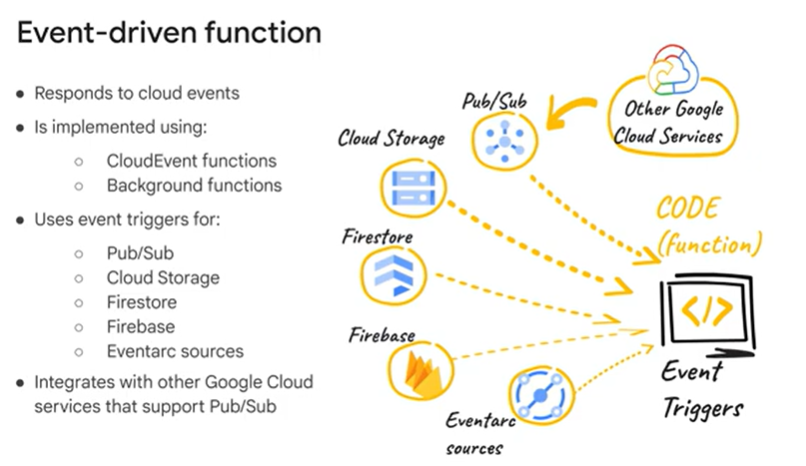 Event-driven function
● Responds to cloud events
● Is implemented using:
○ CloudEvent functions
○ Background functions
● Uses event triggers for:
○ Pub/Sub
○ Cloud Storage
○ Firestore
○ Firebase
○ Eventarc sources
● Integrates with other Google Cloud
services that support Pub/Sub
Pub/Sub
Other Google
Cloud Services
Cloud Storage
CODE
(function)
Firestore
</>
Firebase
Event
Triggers
Eventarc
sources